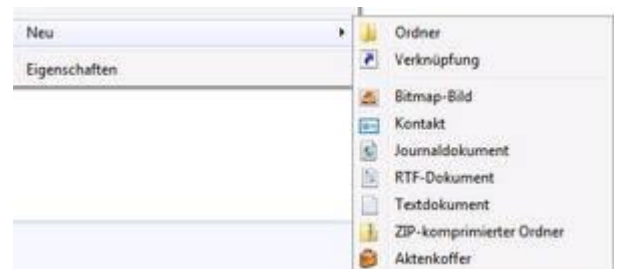 Neu
Eigenschaften
Ordner
Verknüpfung
Bitmap-Bild
Kontakt
Journaldokument
RTF-Dokument
Textdokument
ZIP-komprimierter Ordner
Aktenkoffer